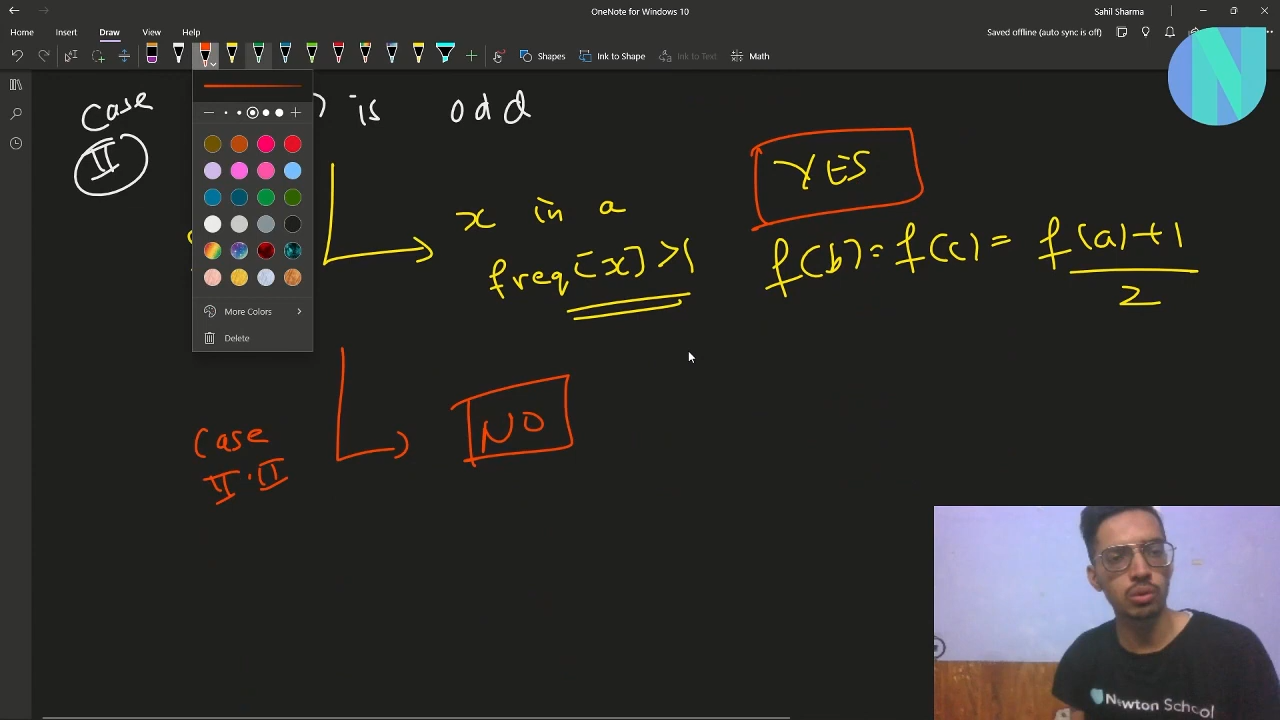 OneNote for Windows 10
Sahil Sharma
Home Insert Draw View Help
Saved offline (auto sync is off)
Shapes Ink to Shape Ink to Text Math
Case is odd
II
YES
x in a
freq[x]>1
f(b)=f(c)= f(a)+1
2
More Colors
Delete
NO
Case
II.II
Newton School